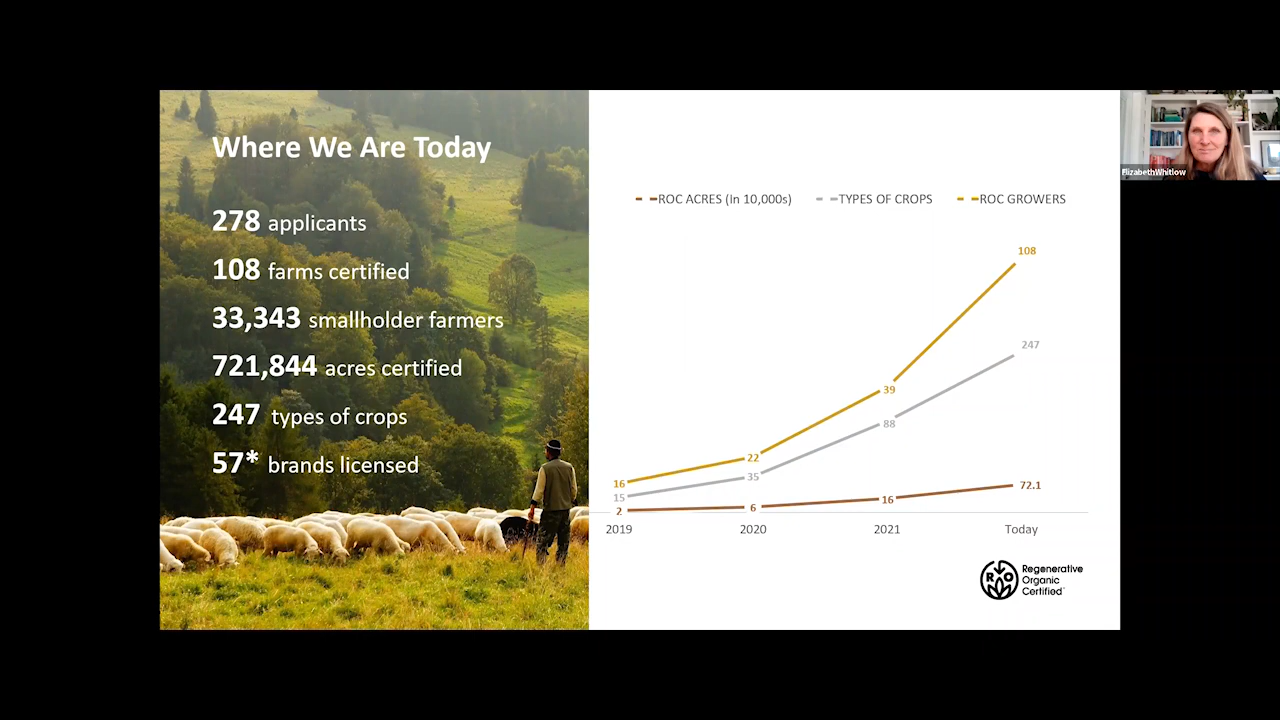 Where We Are Today
278 applicants
108 farms certified
33,343 smallholder farmers
721,844 acres certified
247 types of crops
57* brands licensed
ROC ACRES (In 10,000s) TYPES OF CROPS ROC GROWERS
108
247
39
88
22
35
16
15
2
6
16
72.1
2019 2020 2021 Today
Regenerative
Organic
Certified
R O
ElizabethWhitlow